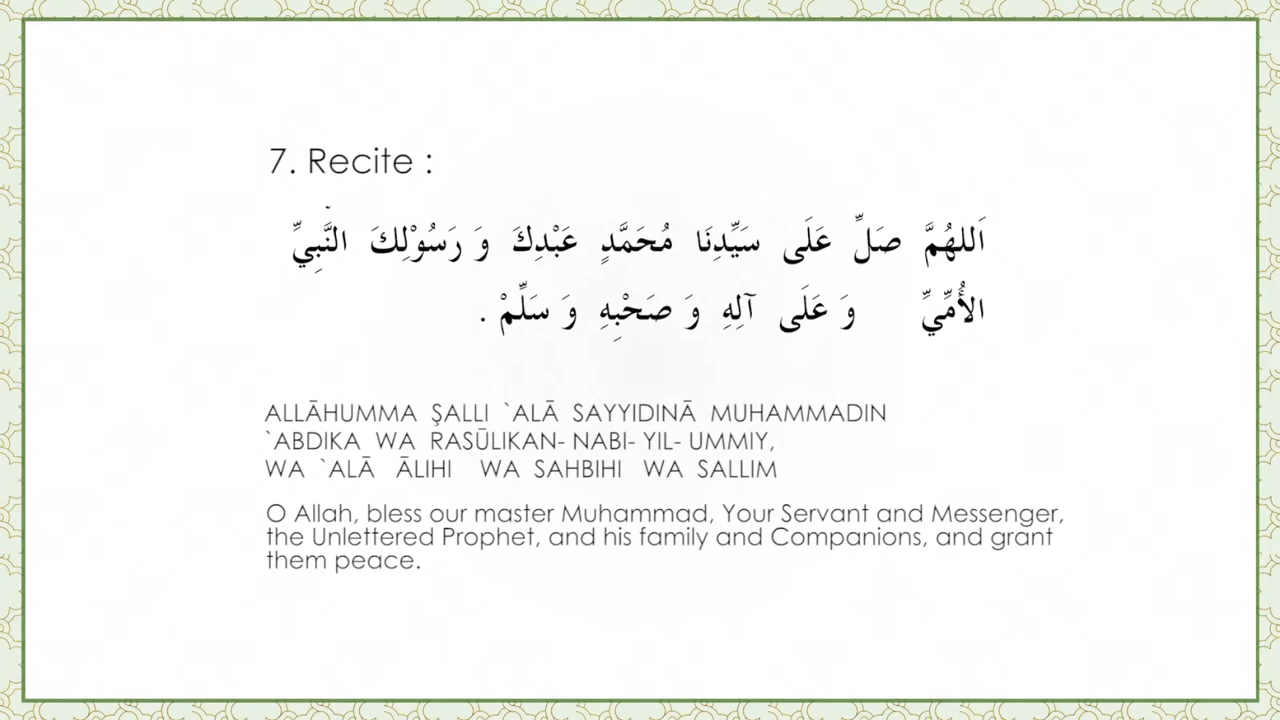 7. Recite :
اَللهُمَّ صَلِّ عَلَى سَيِّدِنَا مُحَمَّدٍ عَبْدِكَ وَ رَسُوْلِكَ النَّبِيِّ
الأُمِّيِّ وَ عَلَى آلِهِ وَ صَحْبِهِ وَ سَلِّمْ .
ALLĀHUMMA ŞALLI `ALĀ SAYYIDINĀ MUHAMMADIN
`ABDIKA WA RASŪLIKAN- NABI- YIL- UMMIY,
WA `ALĀ ĀLIHI WA SAHBIHI WA SALLIM
O Allah, bless our master Muhammad, Your Servant and Messenger,
the Unlettered Prophet, and his family and Companions, and grant
them peace.